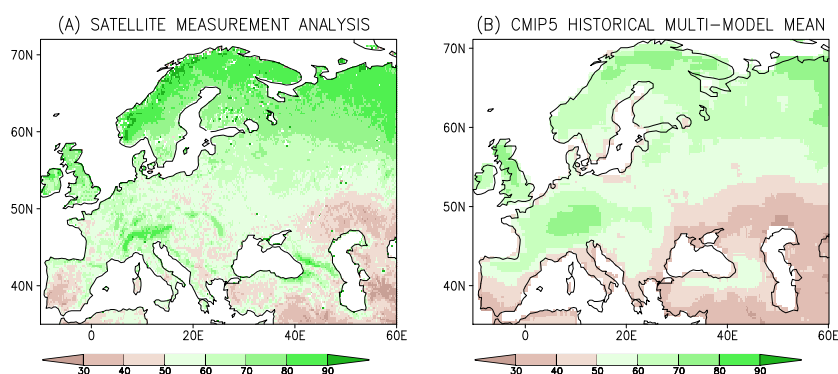 (A) SATELLITE MEASUREMENT ANALYSIS
70N
60N
50N
40N
0 20E 40E 60E
30 40 50 60 70 80 90
(B) CMIP5 HISTORICAL MULTI-MODEL MEAN
70N
60N
50N
40N
0 20E 40E 60E
30 40 50 60 70 80 90